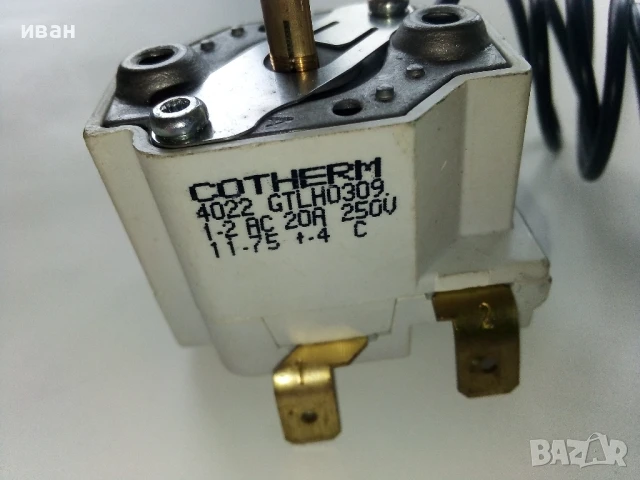 иван
COTHERM
4022 GTLH0309
1-2 AC 20A 250V
11-75 +-4 C
2
BAZAR